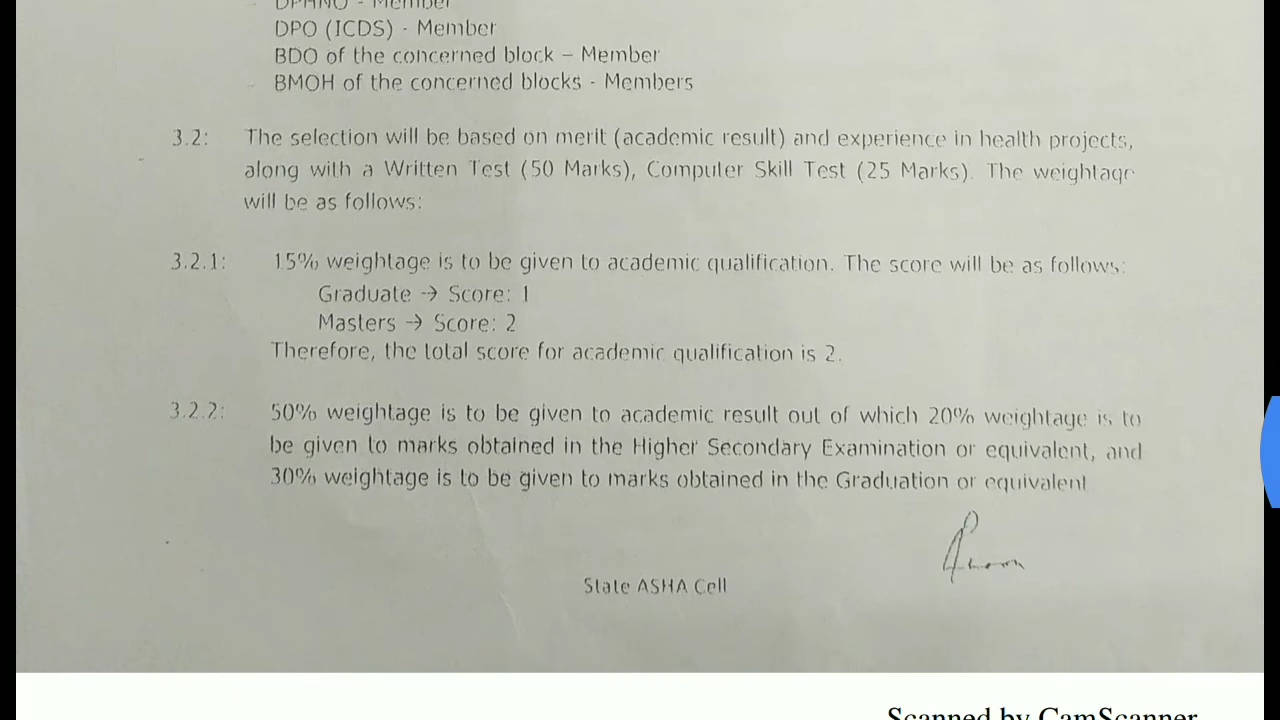 DPHNO - Member
DPO (ICDS) - Member
BDO of the concerned block – Member
BMOH of the concerned blocks - Members
3.2: The selection will be based on merit (academic result) and experience in health projects,
along with a Written Test (50 Marks), Computer Skill Test (25 Marks). The weightage
will be as follows:
3.2.1: 15% weightage is to be given to academic qualification. The score will be as follows:
Graduate → Score: 1
Masters → Score: 2
Therefore, the total score for academic qualification is 2.
3.2.2: 50% weightage is to be given to academic result out of which 20% weightage is to
be given to marks obtained in the Higher Secondary Examination or equivalent, and
30% weightage is to be given to marks obtained in the Graduation or equivalent
State ASHA Cell
Scanned by CamScanner